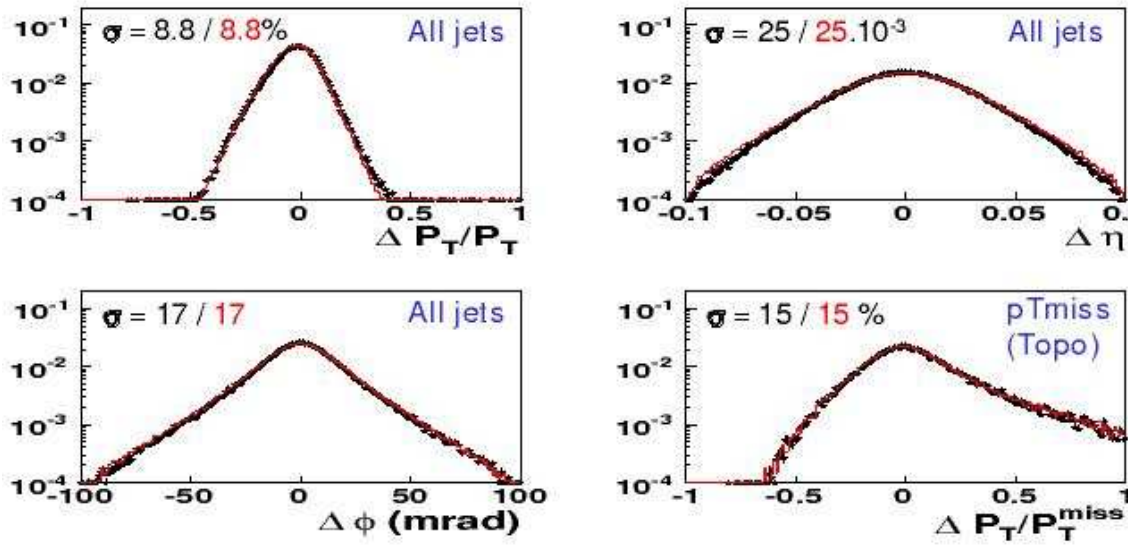 σ = 8.8 / 8.8%
All jets
10⁻¹
10⁻²
10⁻³
10⁻⁴
-1 -0.5 0 0.5 1
Δ P_T/P_T
σ = 25 / 25.10⁻³
All jets
10⁻¹
10⁻²
10⁻³
10⁻⁴
-0.1 -0.05 0 0.05 0.
Δ η
σ = 17 / 17
All jets
10⁻¹
10⁻²
10⁻³
10⁻⁴
-100 -50 0 50 100
Δ ϕ (mrad)
σ = 15 / 15 %
pTmiss
(Topo)
10⁻¹
10⁻²
10⁻³
10⁻⁴
-1 -0.5 0 0.5 1
Δ P_T/P_T^miss